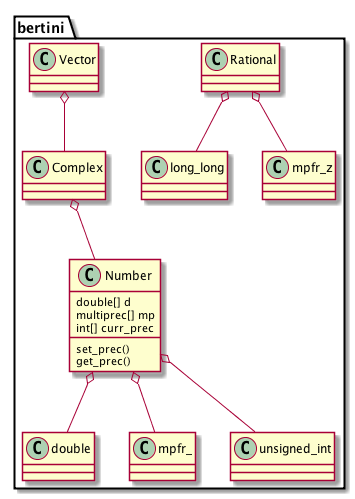 bertini
C Vector
C Rational
C Complex
C long_long
C mpfr_z
C Number
double[] d
multiprec[] mp
int[] curr_prec
set_prec()
get_prec()
C double
C mpfr_
C unsigned_int